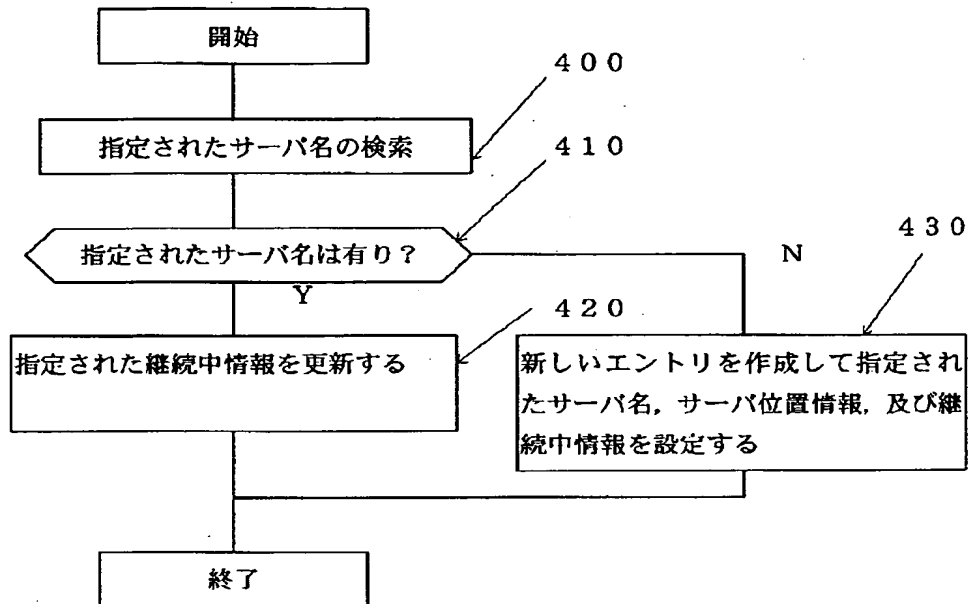 開始
400
指定されたサーバ名の検索
410
指定されたサーバ名は有り？
430
N
Y
420
指定された継続中情報を更新する
新しいエントリを作成して指定され
たサーバ名，サーバ位置情報，及び継
続中情報を設定する
終了